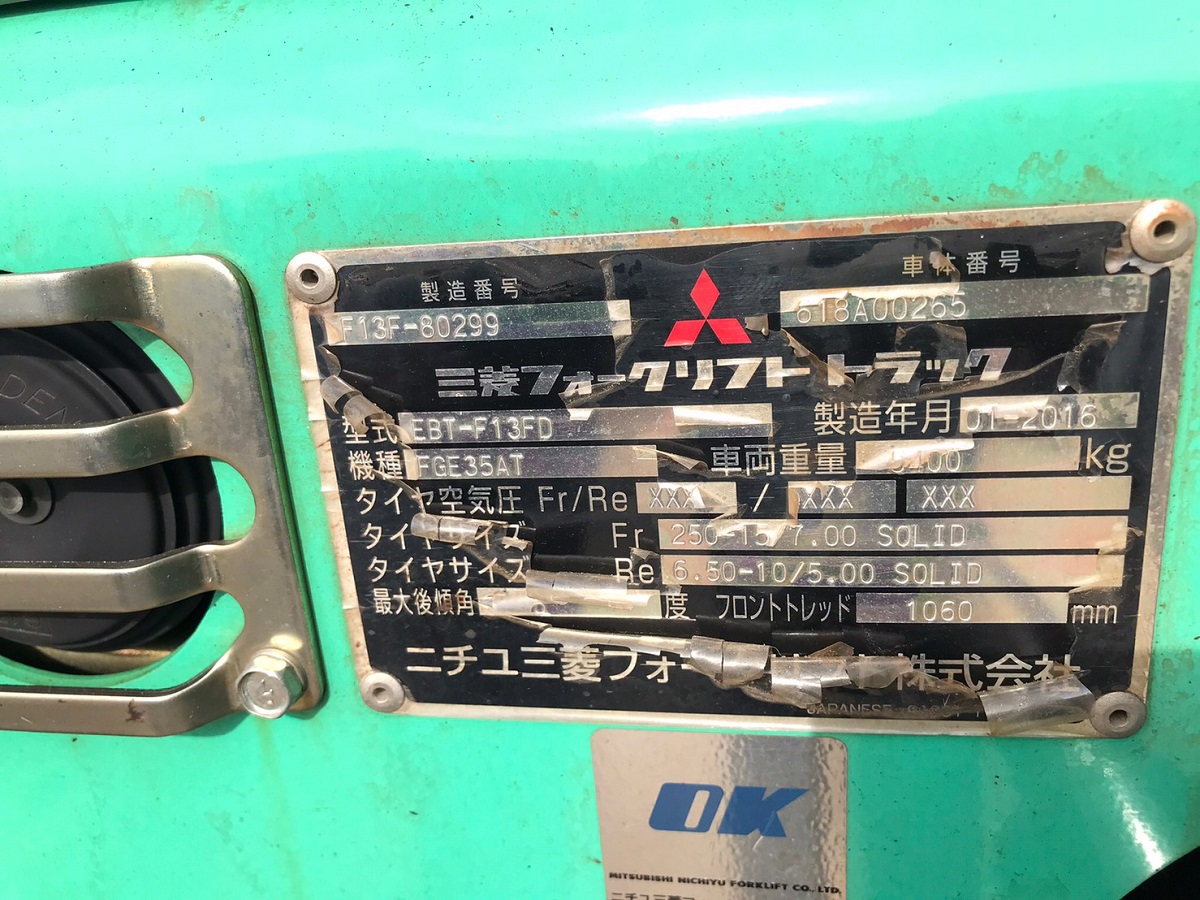 製造番号
車体番号
F13F-80299
618A00265
三菱フォークリフトトラック
型式 EBT-F13FD 製造年月 01-2016
機種 FGE35AT 車両重量 kg
タイヤ空気圧 Fr/Re XXX / XXX XXX
タイヤサイズ Fr 250-15/7.00 SOLID
タイヤサイズ Re 6.50-10/5.00 SOLID
最大後傾角 度 フロントトレッド 1060 mm
ニチユ三菱フォー 株式会社
JAPANESE
OK
MITSUBISHI NICHIYU FORKLIFT CO., LTD.
DEN